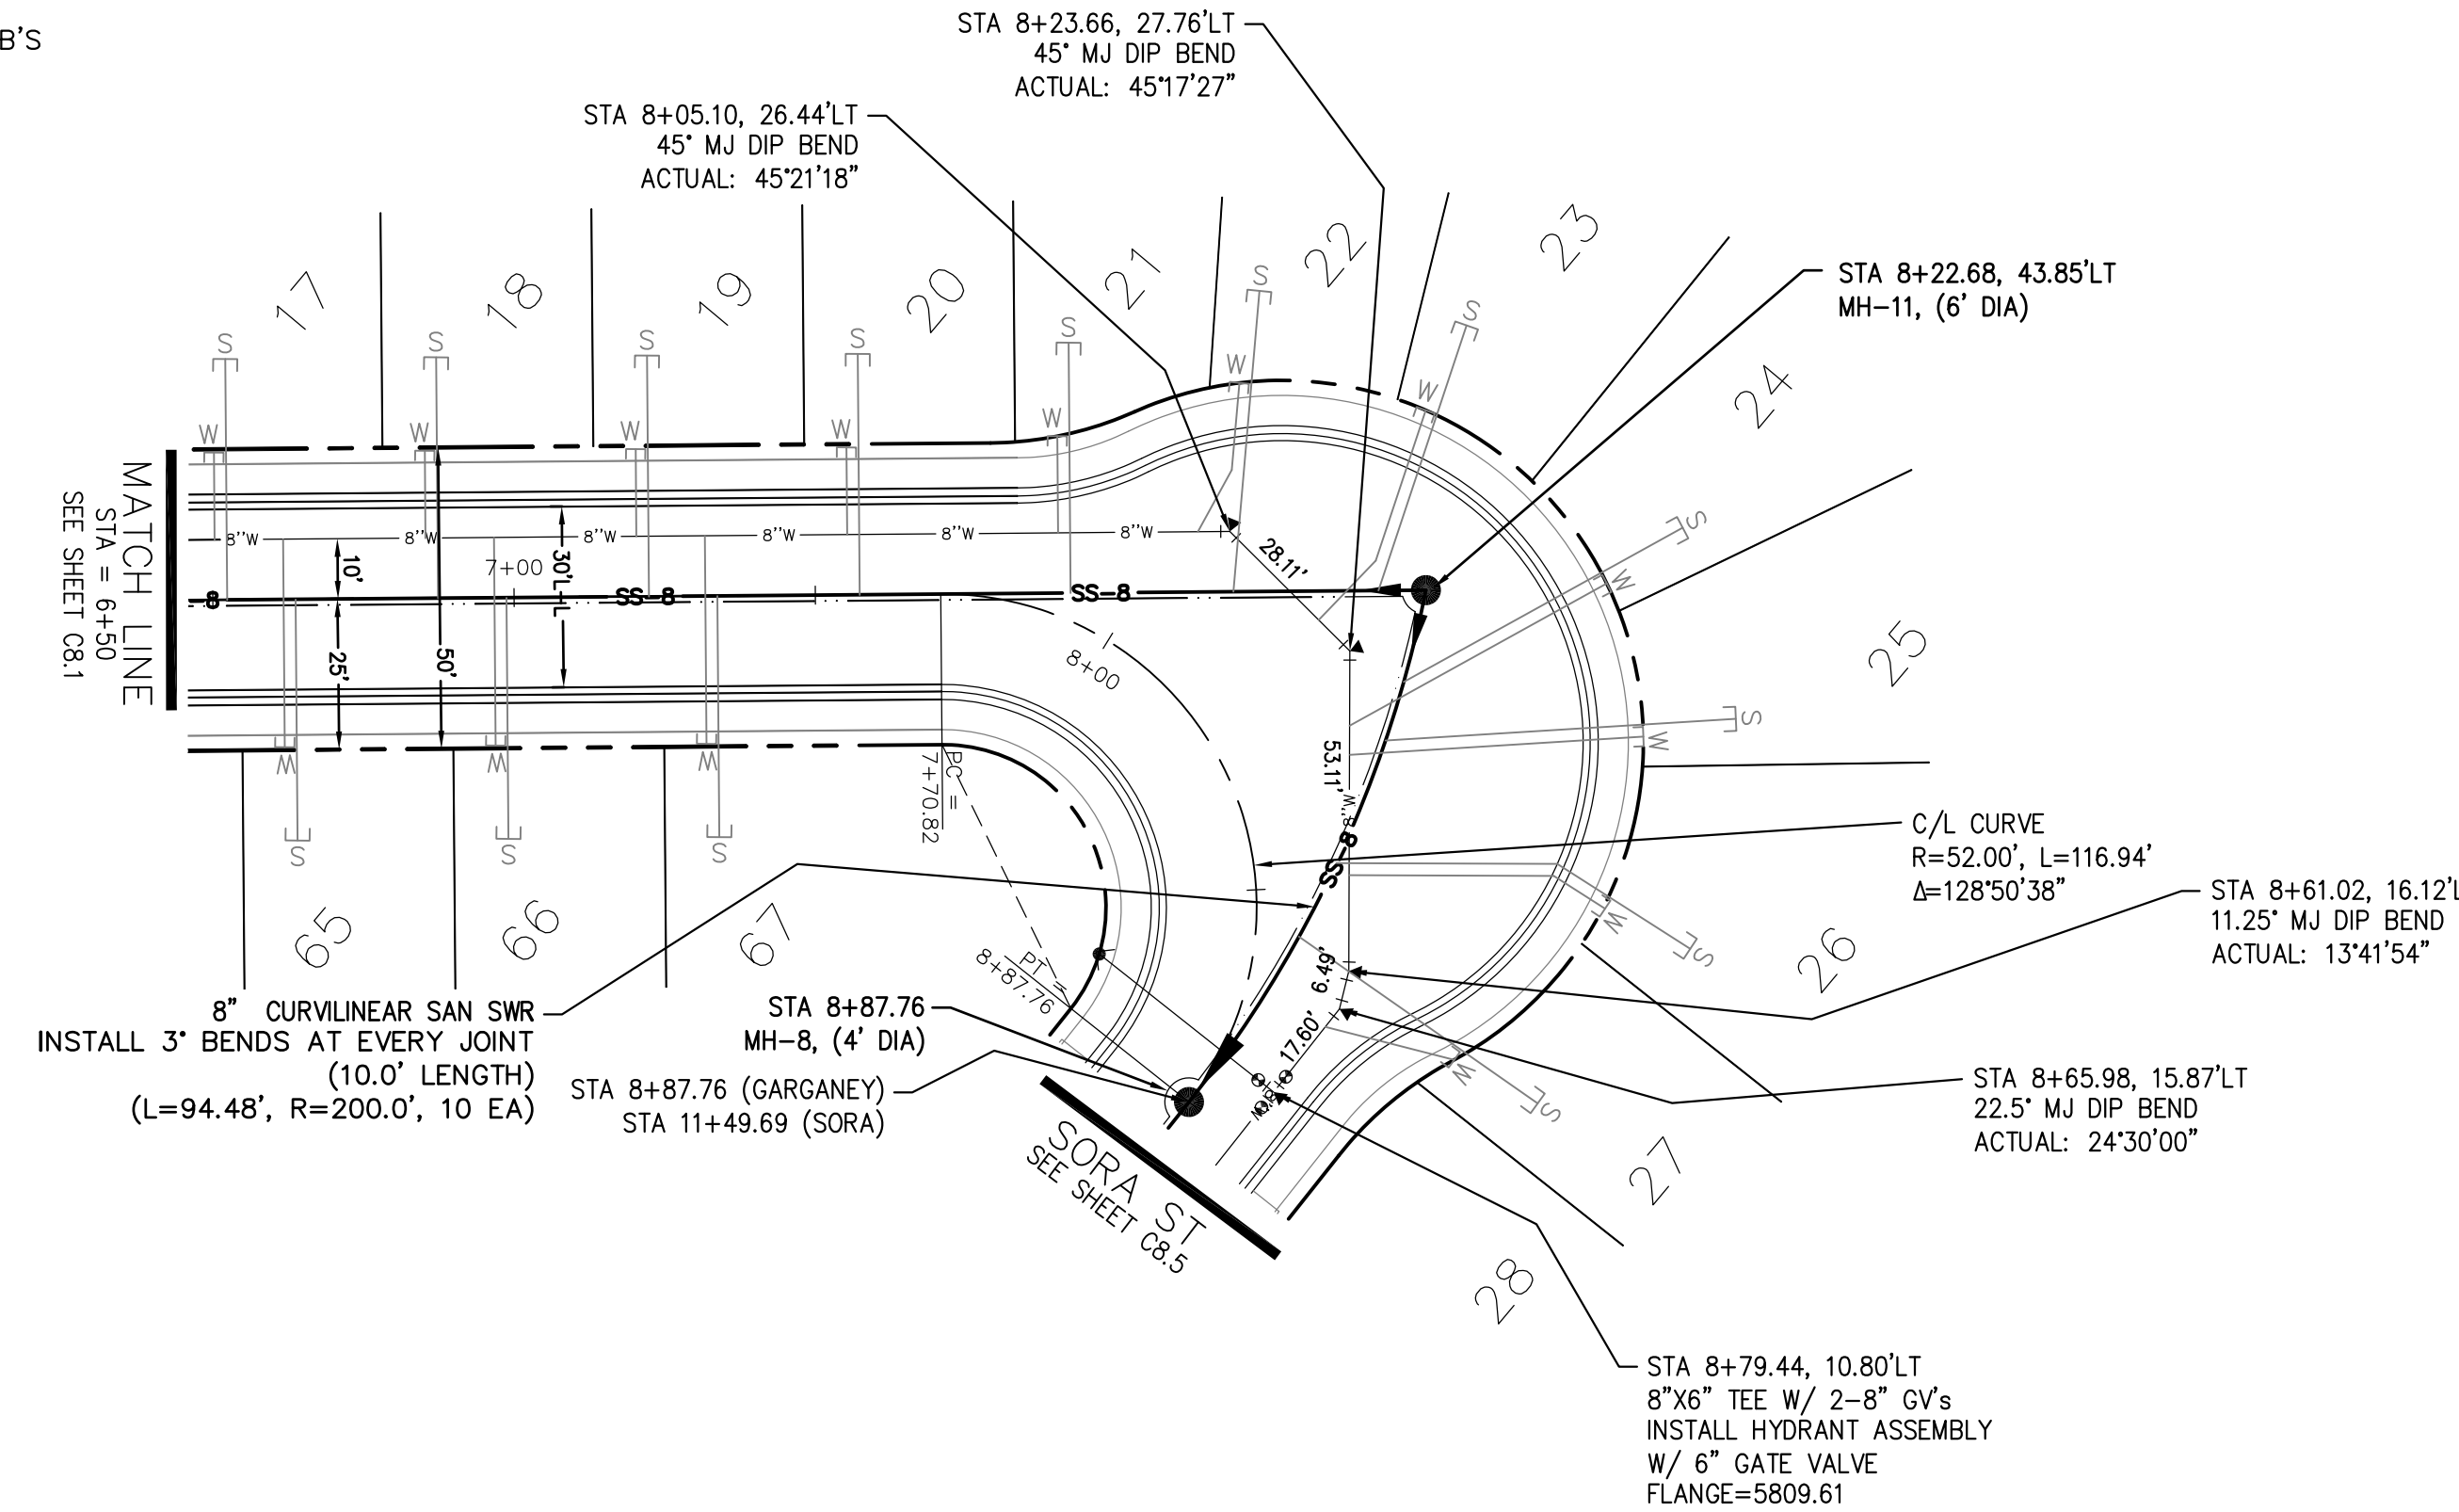 B'S
STA 8+23.66, 27.76'LT
45° MJ DIP BEND
ACTUAL: 45°17'27"
STA 8+05.10, 26.44'LT
45° MJ DIP BEND
ACTUAL: 45°21'18"
STA 8+22.68, 43.85'LT
MH-11, (6' DIA)
17
18
19
20
21
22
23
24
25
26
27
28
65
66
67
S
S
S
S
S
S
S
S
S
S
S
S
S
S
W
W
W
W
W
W
W
W
W
W
W
W
W
W
MATCH LINE
STA = 6+50
SEE SHEET C8.1
8"W
8"W
8"W
8"W
8"W
8"W
8"W
8"W
10'
25'
50'
30'L-L
7+00
8
SS-8
SS-8
SS-8
8+00
28.11'
53.11'
6.49'
17.60'
PC =
7+70.82
PT =
8+87.76
C/L CURVE
R=52.00', L=116.94'
Δ=128°50'38"
STA 8+61.02, 16.12'L
11.25° MJ DIP BEND
ACTUAL: 13°41'54"
8" CURVILINEAR SAN SWR
INSTALL 3° BENDS AT EVERY JOINT
(10.0' LENGTH)
(L=94.48', R=200.0', 10 EA)
STA 8+87.76
MH-8, (4' DIA)
STA 8+87.76 (GARGANEY)
STA 11+49.69 (SORA)
STA 8+65.98, 15.87'LT
22.5° MJ DIP BEND
ACTUAL: 24°30'00"
SORA ST
SEE SHEET C8.5
STA 8+79.44, 10.80'LT
8"X6" TEE W/ 2-8" GV's
INSTALL HYDRANT ASSEMBLY
W/ 6" GATE VALVE
FLANGE=5809.61